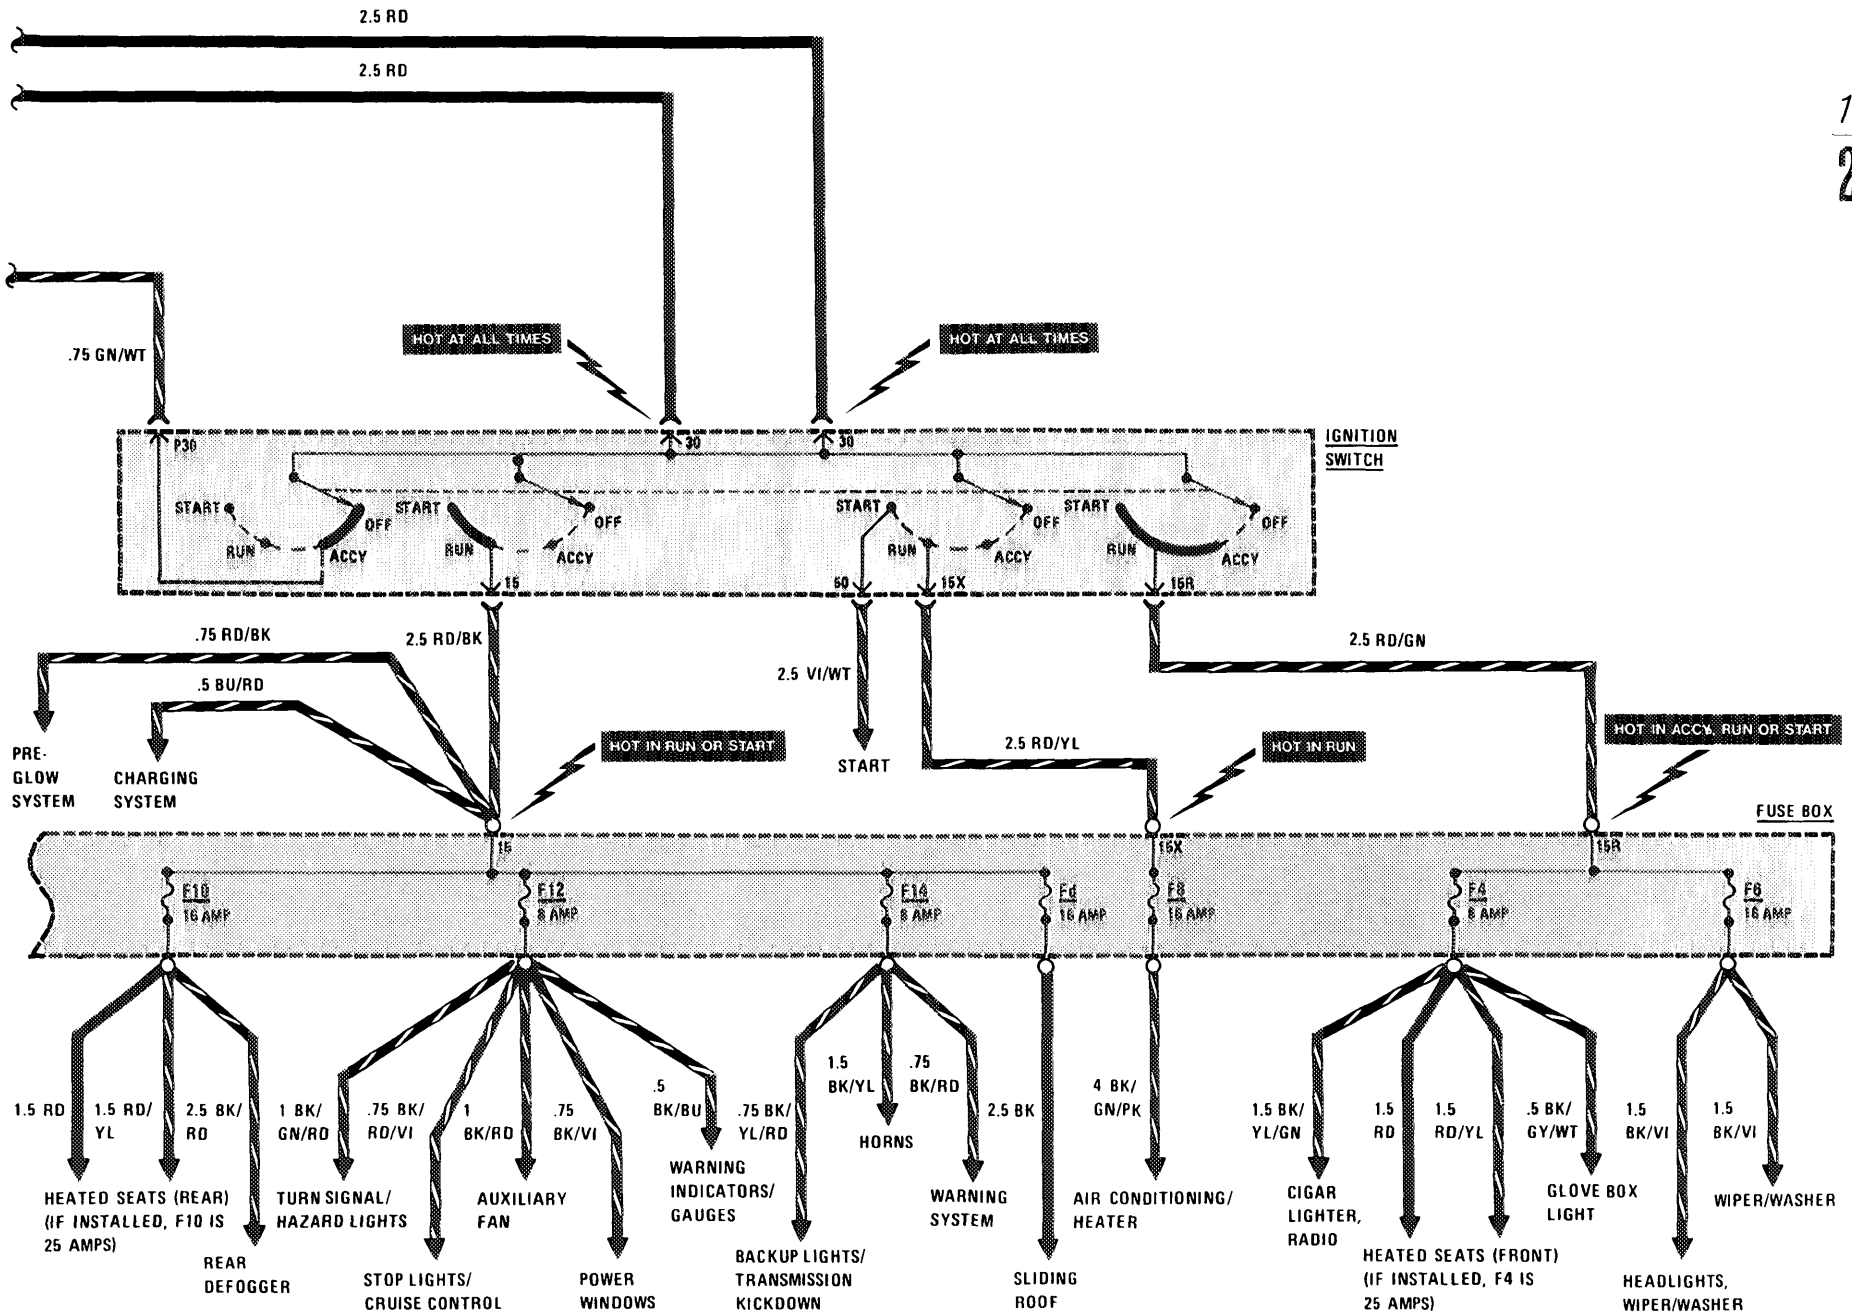 2.5 RD
2.5 RD
1
2
.75 GN/WT
HOT AT ALL TIMES
HOT AT ALL TIMES
P30
30
30
IGNITION
SWITCH
START
OFF
RUN
ACCY
START
OFF
RUN
ACCY
START
OFF
RUN
ACCY
START
OFF
RUN
ACCY
15
50
15X
15R
.75 RD/BK
2.5 RD/BK
2.5 VI/WT
2.5 RD/GN
.5 BU/RD
HOT IN RUN OR START
2.5 RD/YL
HOT IN RUN
HOT IN ACCY, RUN OR START
PRE-
GLOW
SYSTEM
CHARGING
SYSTEM
START
FUSE BOX
15
15X
15R
F10
16 AMP
F12
8 AMP
F14
8 AMP
Fd
16 AMP
F8
16 AMP
F4
8 AMP
F6
16 AMP
1.5 RD
1.5 RD/
YL
2.5 BK/
RD
1 BK/
GN/RD
.75 BK/
RD/VI
1
BK/RD
.75
BK/VI
.5
BK/BU
.75 BK/
YL/RD
1.5
BK/YL
.75
BK/RD
2.5 BK
4 BK/
GN/PK
1.5 BK/
YL/GN
1.5
RD
1.5
RD/YL
.5 BK/
GY/WT
1.5
BK/VI
1.5
BK/VI
HEATED SEATS (REAR)
(IF INSTALLED, F10 IS
25 AMPS)
REAR
DEFOGGER
TURN SIGNAL/
HAZARD LIGHTS
STOP LIGHTS/
CRUISE CONTROL
AUXILIARY
FAN
POWER
WINDOWS
WARNING
INDICATORS/
GAUGES
BACKUP LIGHTS/
TRANSMISSION
KICKDOWN
HORNS
WARNING
SYSTEM
SLIDING
ROOF
AIR CONDITIONING/
HEATER
CIGAR
LIGHTER,
RADIO
HEATED SEATS (FRONT)
(IF INSTALLED, F4 IS
25 AMPS)
GLOVE BOX
LIGHT
HEADLIGHTS,
WIPER/WASHER
WIPER/WASHER